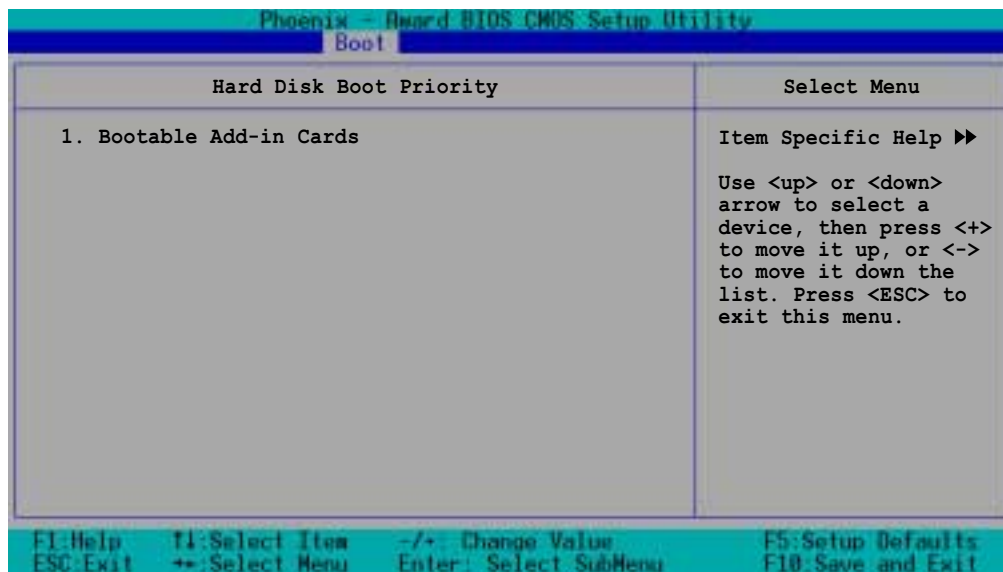 Phoenix - Award BIOS CMOS Setup Utility
Boot
Hard Disk Boot Priority
Select Menu
1. Bootable Add-in Cards
Item Specific Help ▶▶
Use <up> or <down>
arrow to select a
device, then press <+>
to move it up, or <->
to move it down the
list. Press <ESC> to
exit this menu.
F1:Help ↑↓:Select Item -/+: Change Value F5:Setup Defaults
ESC:Exit ←→:Select Menu Enter: Select SubMenu F10:Save and Exit